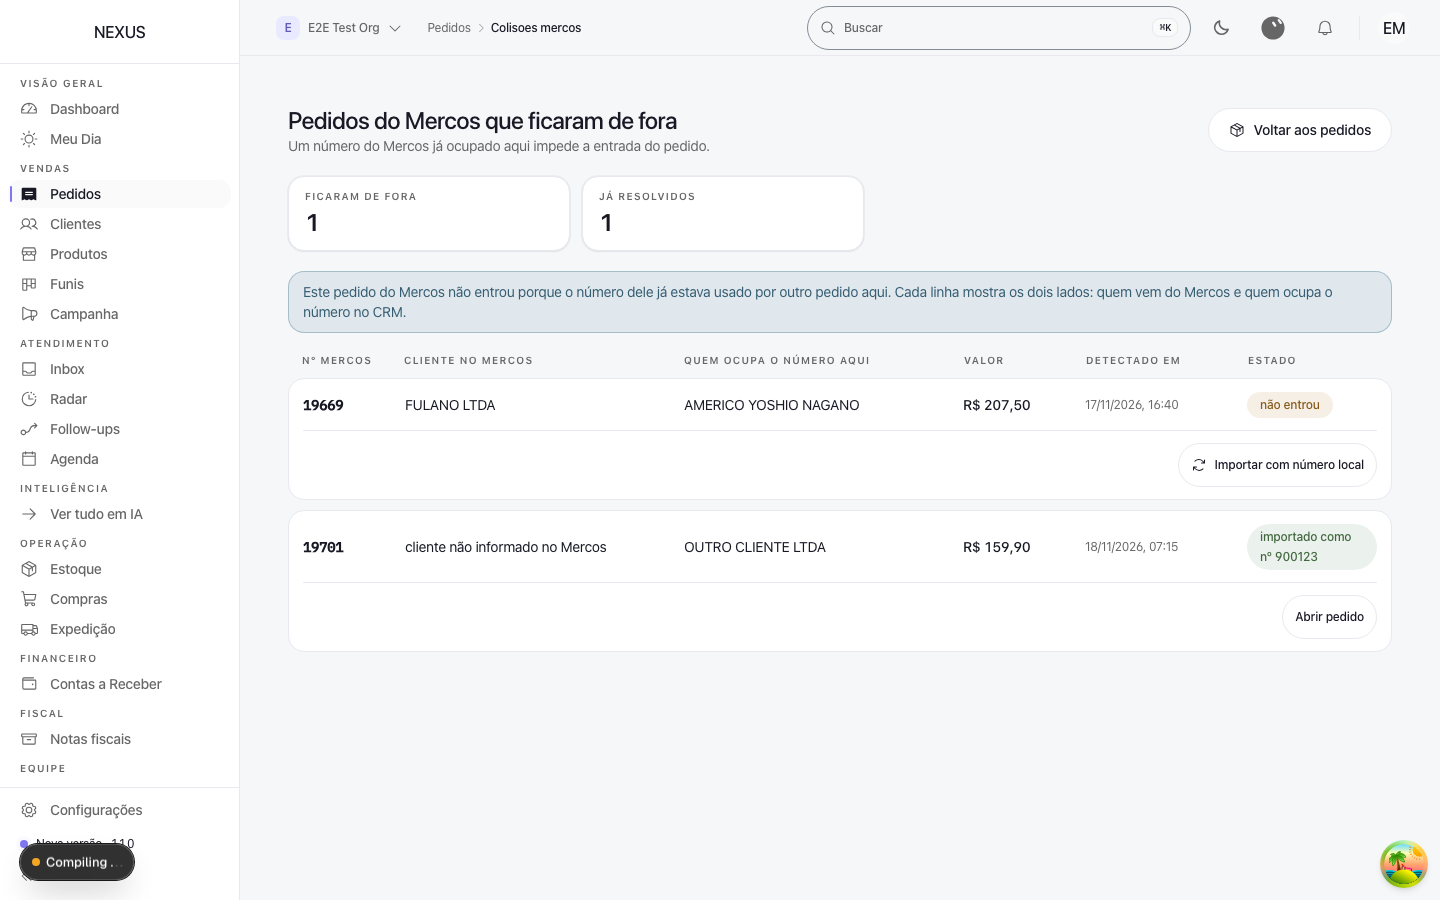 NEXUS
E E2E Test Org
Pedidos > Colisoes mercos
Buscar
⌘K
EM
VISÃO GERAL
Dashboard
Meu Dia
VENDAS
Pedidos
Clientes
Produtos
Funis
Campanha
ATENDIMENTO
Inbox
Radar
Follow-ups
Agenda
INTELIGÊNCIA
Ver tudo em IA
OPERAÇÃO
Estoque
Compras
Expedição
FINANCEIRO
Contas a Receber
FISCAL
Notas fiscais
EQUIPE
Configurações
Compiling ...
Pedidos do Mercos que ficaram de fora
Um número do Mercos já ocupado aqui impede a entrada do pedido.
Voltar aos pedidos
FICARAM DE FORA
1
JÁ RESOLVIDOS
1
Este pedido do Mercos não entrou porque o número dele já estava usado por outro pedido aqui. Cada linha mostra os dois lados: quem vem do Mercos e quem ocupa o
número no CRM.
Nº MERCOS CLIENTE NO MERCOS QUEM OCUPA O NÚMERO AQUI VALOR DETECTADO EM ESTADO
19669 FULANO LTDA AMERICO YOSHIO NAGANO R$ 207,50 17/11/2026, 16:40 não entrou
Importar com número local
19701 cliente não informado no Mercos OUTRO CLIENTE LTDA R$ 159,90 18/11/2026, 07:15 importado como
nº 900123
Abrir pedido